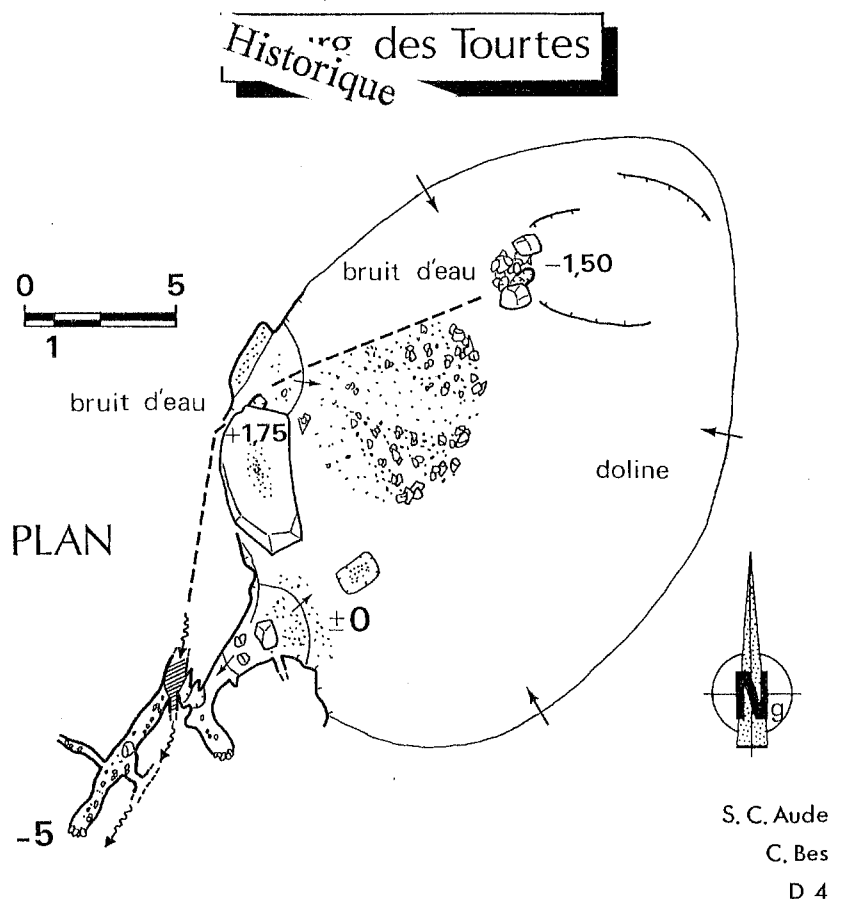 Historique
des Tourtes
bruit d'eau
-1,50
0 5
1
bruit d'eau
+1,75
doline
PLAN
±0
N g
-5
S. C. Aude
C. Bes
D 4